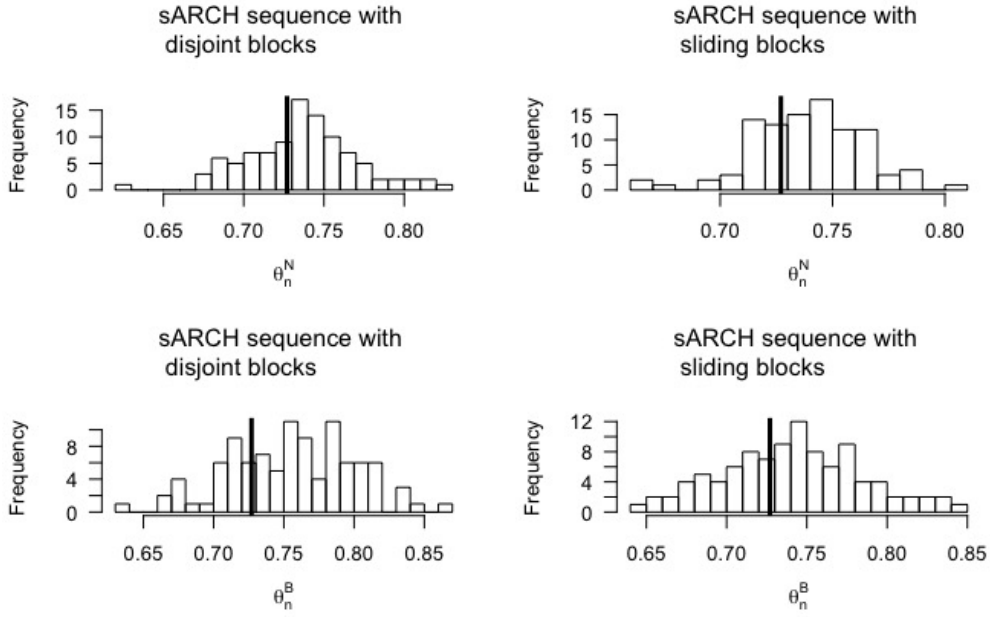 sARCH sequence with
disjoint blocks
Frequency
15
10
5
0
0.65 0.70 0.75 0.80
θₙᴺ
sARCH sequence with
sliding blocks
Frequency
15
10
5
0
0.70 0.75 0.80
θₙᴺ
sARCH sequence with
disjoint blocks
Frequency
8
4
0
0.65 0.70 0.75 0.80 0.85
θₙᴮ
sARCH sequence with
sliding blocks
Frequency
12
8
4
0
0.65 0.70 0.75 0.80 0.85
θₙᴮ